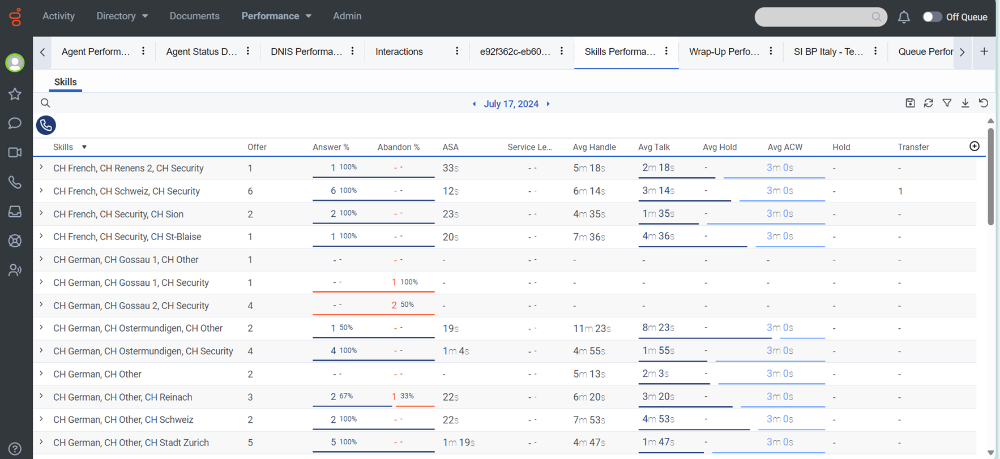 Activity Directory Documents Performance Admin Off Queue
Agent Perform... Agent Status D... DNIS Performa... Interactions e92f362c-eb60... Skills Performa... Wrap-Up Perfo... SI BP Italy - Te... Queue Perfor
Skills
July 17, 2024
Skills Offer Answer % Abandon % ASA Service Le... Avg Handle Avg Talk Avg Hold Avg ACW Hold Transfer
CH French, CH Renens 2, CH Security 1 1 100% - - 33s - - 5m 18s 2m 18s - 3m 0s - -
CH French, CH Schweiz, CH Security 6 6 100% - - 12s - - 6m 14s 3m 14s - 3m 0s - 1
CH French, CH Security, CH Sion 2 2 100% - - 23s - - 4m 35s 1m 35s - 3m 0s - -
CH French, CH Security, CH St-Blaise 1 1 100% - - 20s - - 7m 36s 4m 36s - 3m 0s - -
CH German, CH Gossau 1, CH Other 1 - - - - - - - - - - - - -
CH German, CH Gossau 1, CH Security 1 - - 1 100% - - - - - - - - -
CH German, CH Gossau 2, CH Security 4 - - 2 50% - - - - - - - - -
CH German, CH Ostermundigen, CH Other 2 1 50% - - 19s - - 11m 23s 8m 23s - 3m 0s - -
CH German, CH Ostermundigen, CH Security 4 4 100% - - 1m 4s - - 4m 55s 1m 55s - 3m 0s - -
CH German, CH Other 2 - - - - - - - 5m 13s 2m 3s - 3m 0s - -
CH German, CH Other, CH Reinach 3 2 67% 1 33% 22s - - 6m 20s 3m 20s - 3m 0s - -
CH German, CH Other, CH Schweiz 2 2 100% - - 22s - - 7m 53s 4m 53s - 3m 0s - -
CH German, CH Other, CH Stadt Zurich 5 5 100% - - 1m 19s - - 4m 47s 1m 47s - 3m 0s - -